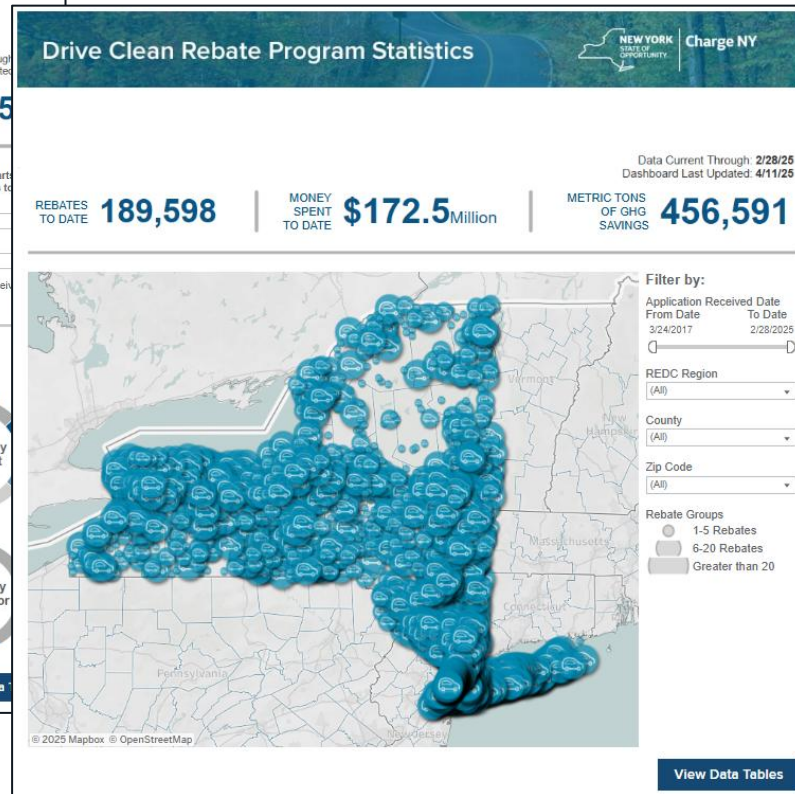 Drive Clean Rebate Program Statistics
NEW YORK
STATE OF
OPPORTUNITY.
Charge NY
Data Current Through: 2/28/25
Dashboard Last Updated: 4/11/25
REBATES
TO DATE
189,598
MONEY
SPENT
TO DATE
$172.5Million
METRIC TONS
OF GHG
SAVINGS
456,591
Filter by:
Application Received Date
From Date To Date
3/24/2017 2/28/2025
REDC Region
(All)
County
(All)
Zip Code
(All)
Rebate Groups
1-5 Rebates
6-20 Rebates
Greater than 20
Vermont
New
Massachusetts
Connecticut
Pennsylvania
New Jersey
© 2025 Mapbox © OpenStreetMap
View Data Tables